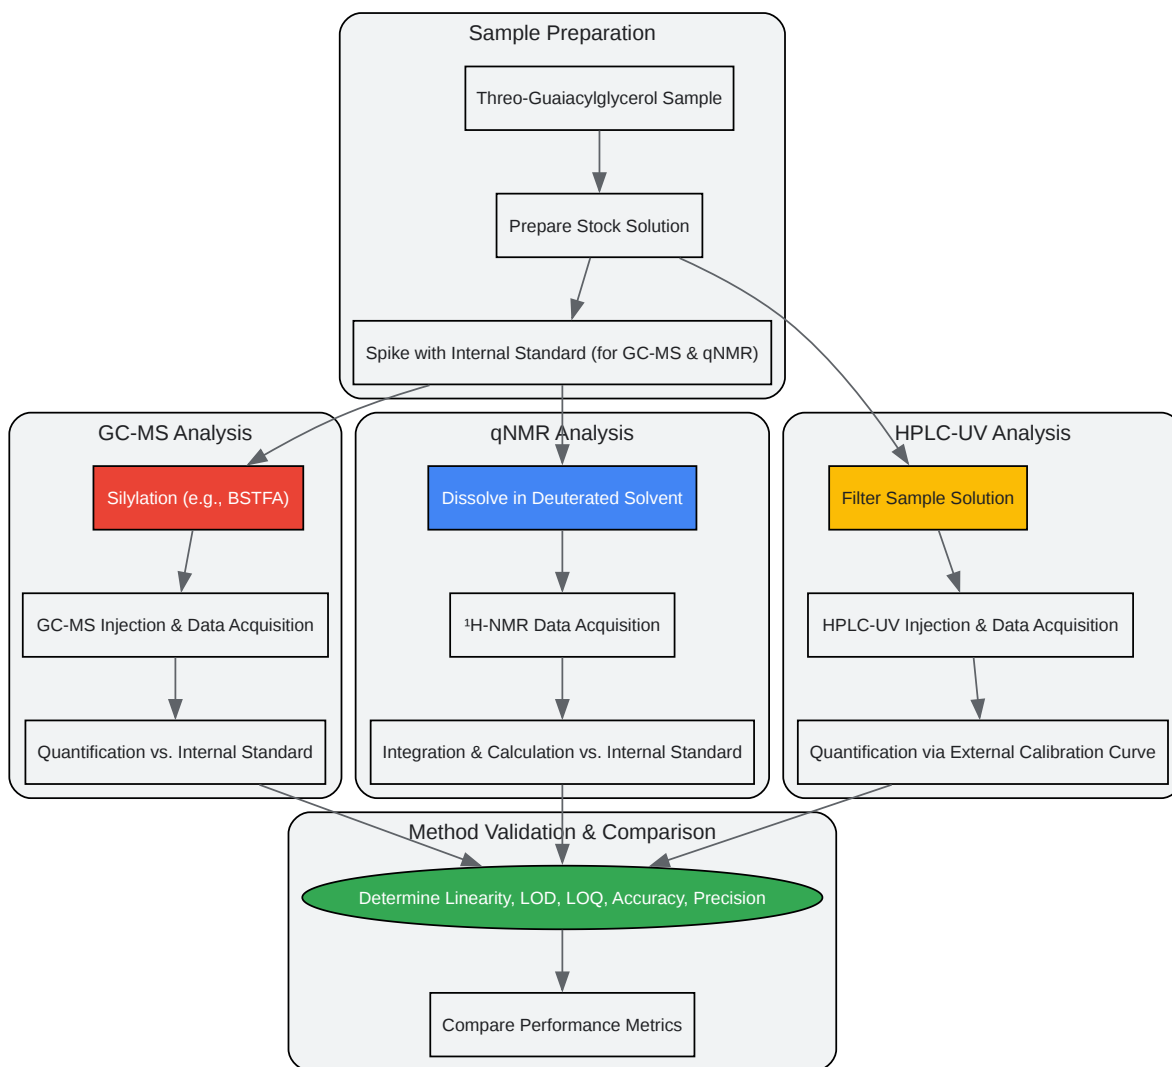 Sample Preparation
Threo-Guaiacylglycerol Sample
Prepare Stock Solution
Spike with Internal Standard (for GC-MS & qNMR)
GC-MS Analysis
Silylation (e.g., BSTFA)
GC-MS Injection & Data Acquisition
Quantification vs. Internal Standard
qNMR Analysis
Dissolve in Deuterated Solvent
¹H-NMR Data Acquisition
Integration & Calculation vs. Internal Standard
HPLC-UV Analysis
Filter Sample Solution
HPLC-UV Injection & Data Acquisition
Quantification via External Calibration Curve
Method Validation & Comparison
Determine Linearity, LOD, LOQ, Accuracy, Precision
Compare Performance Metrics